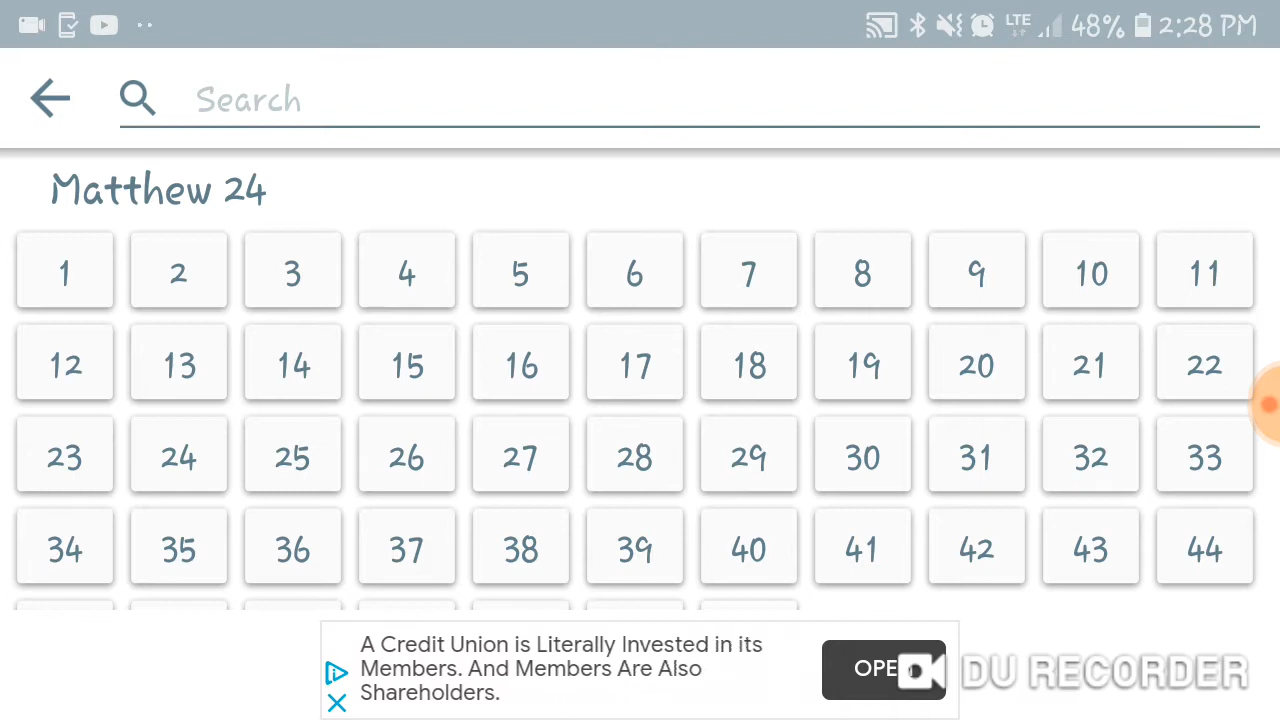 LTE 48% 2:28 PM
Search
Matthew 24
1 2 3 4 5 6 7 8 9 10 11
12 13 14 15 16 17 18 19 20 21 22
23 24 25 26 27 28 29 30 31 32 33
34 35 36 37 38 39 40 41 42 43 44
A Credit Union is Literally Invested in its
Members. And Members Are Also
Shareholders.
OPE
DU RECORDER